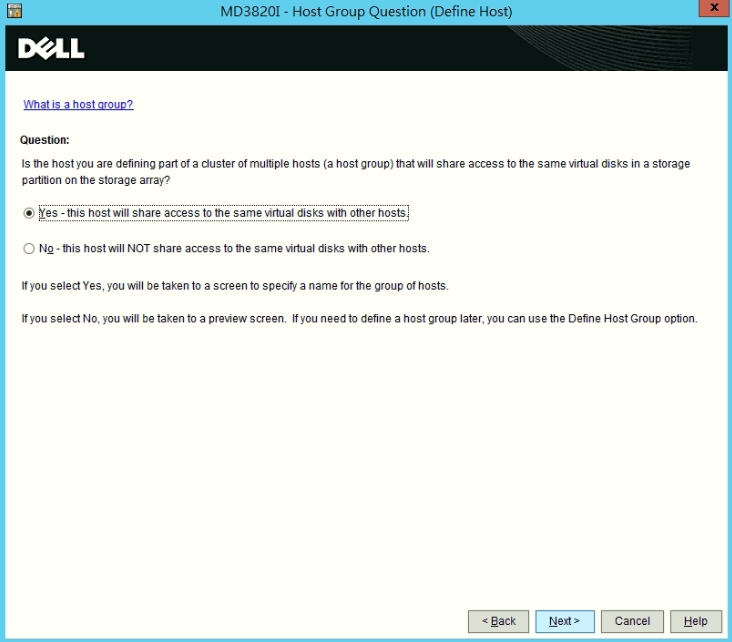 MD3820I - Host Group Question (Define Host)
x
DELL
What is a host group?
Question:
Is the host you are defining part of a cluster of multiple hosts (a host group) that will share access to the same virtual disks in a storage
partition on the storage array?
Yes - this host will share access to the same virtual disks with other hosts.
No - this host will NOT share access to the same virtual disks with other hosts.
If you select Yes, you will be taken to a screen to specify a name for the group of hosts.
If you select No, you will be taken to a preview screen. If you need to define a host group later, you can use the Define Host Group option.
< Back Next > Cancel Help